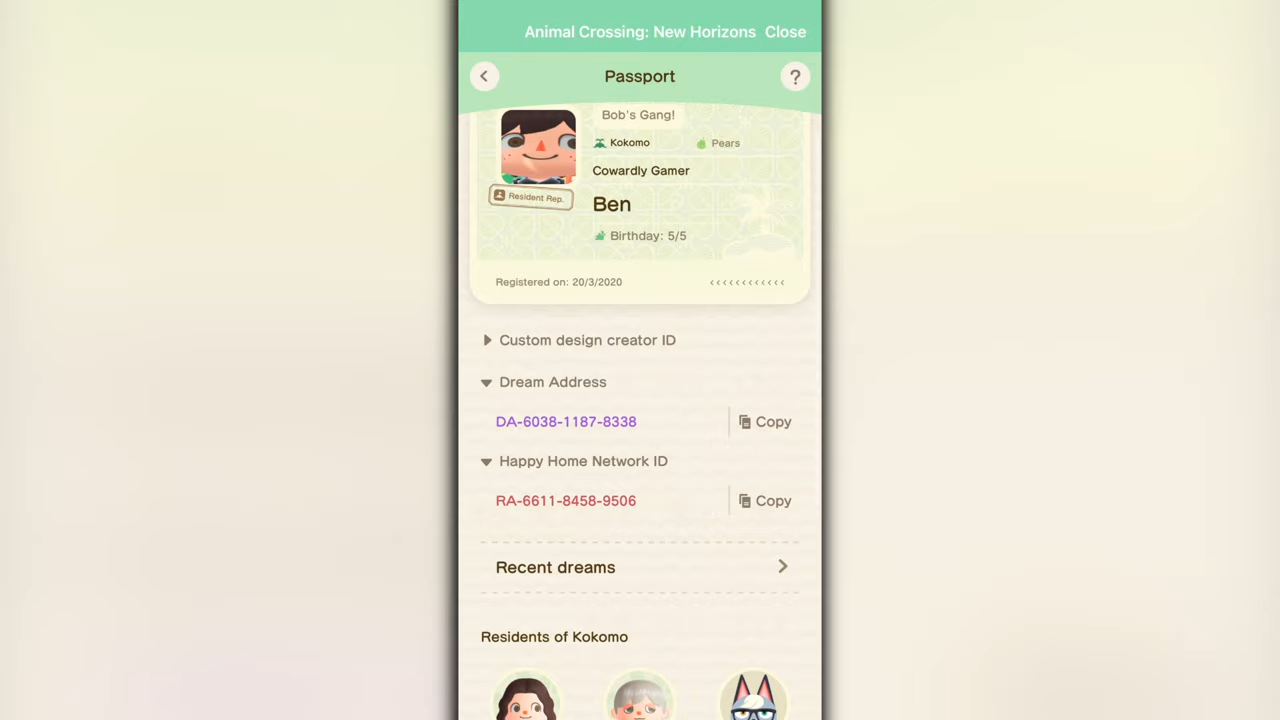 Animal Crossing: New Horizons Close
Passport
?
Bob's Gang!
Kokomo
Pears
Cowardly Gamer
Resident Rep.
Ben
Birthday: 5/5
Registered on: 20/3/2020
‹‹‹‹‹‹‹‹‹‹‹‹
Custom design creator ID
Dream Address
DA-6038-1187-8338
Copy
Happy Home Network ID
RA-6611-8458-9506
Copy
Recent dreams
Residents of Kokomo